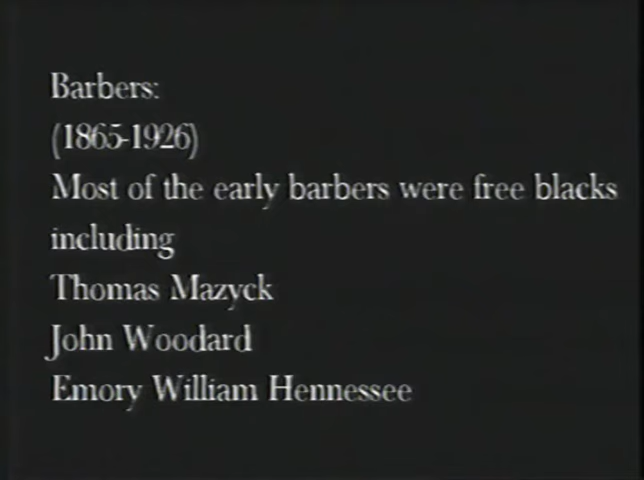 Barbers:
(1865-1926)
Most of the early barbers were free blacks
including
Thomas Mazyck
John Woodard
Emory William Hennessee